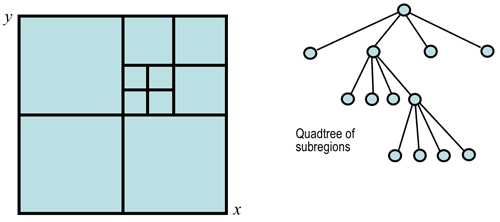 y
x
Quadtree of
subregions